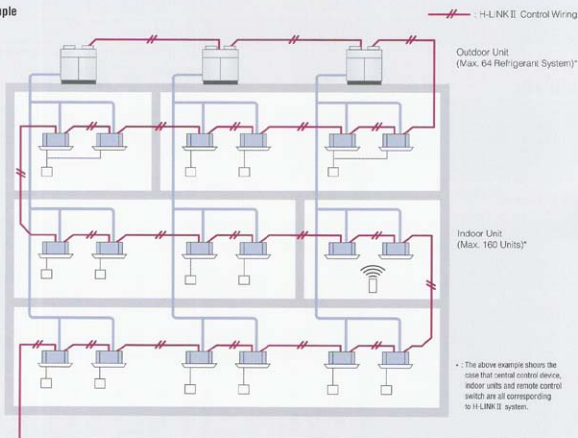 ple
: H-LINK II Control Wiring
Outdoor Unit
(Max. 64 Refrigerant System)*
Indoor Unit
(Max. 160 Units)*
* : The above example shows the
case that central control device,
indoor units and remote control
switch are all corresponding
to H-LINK II system.